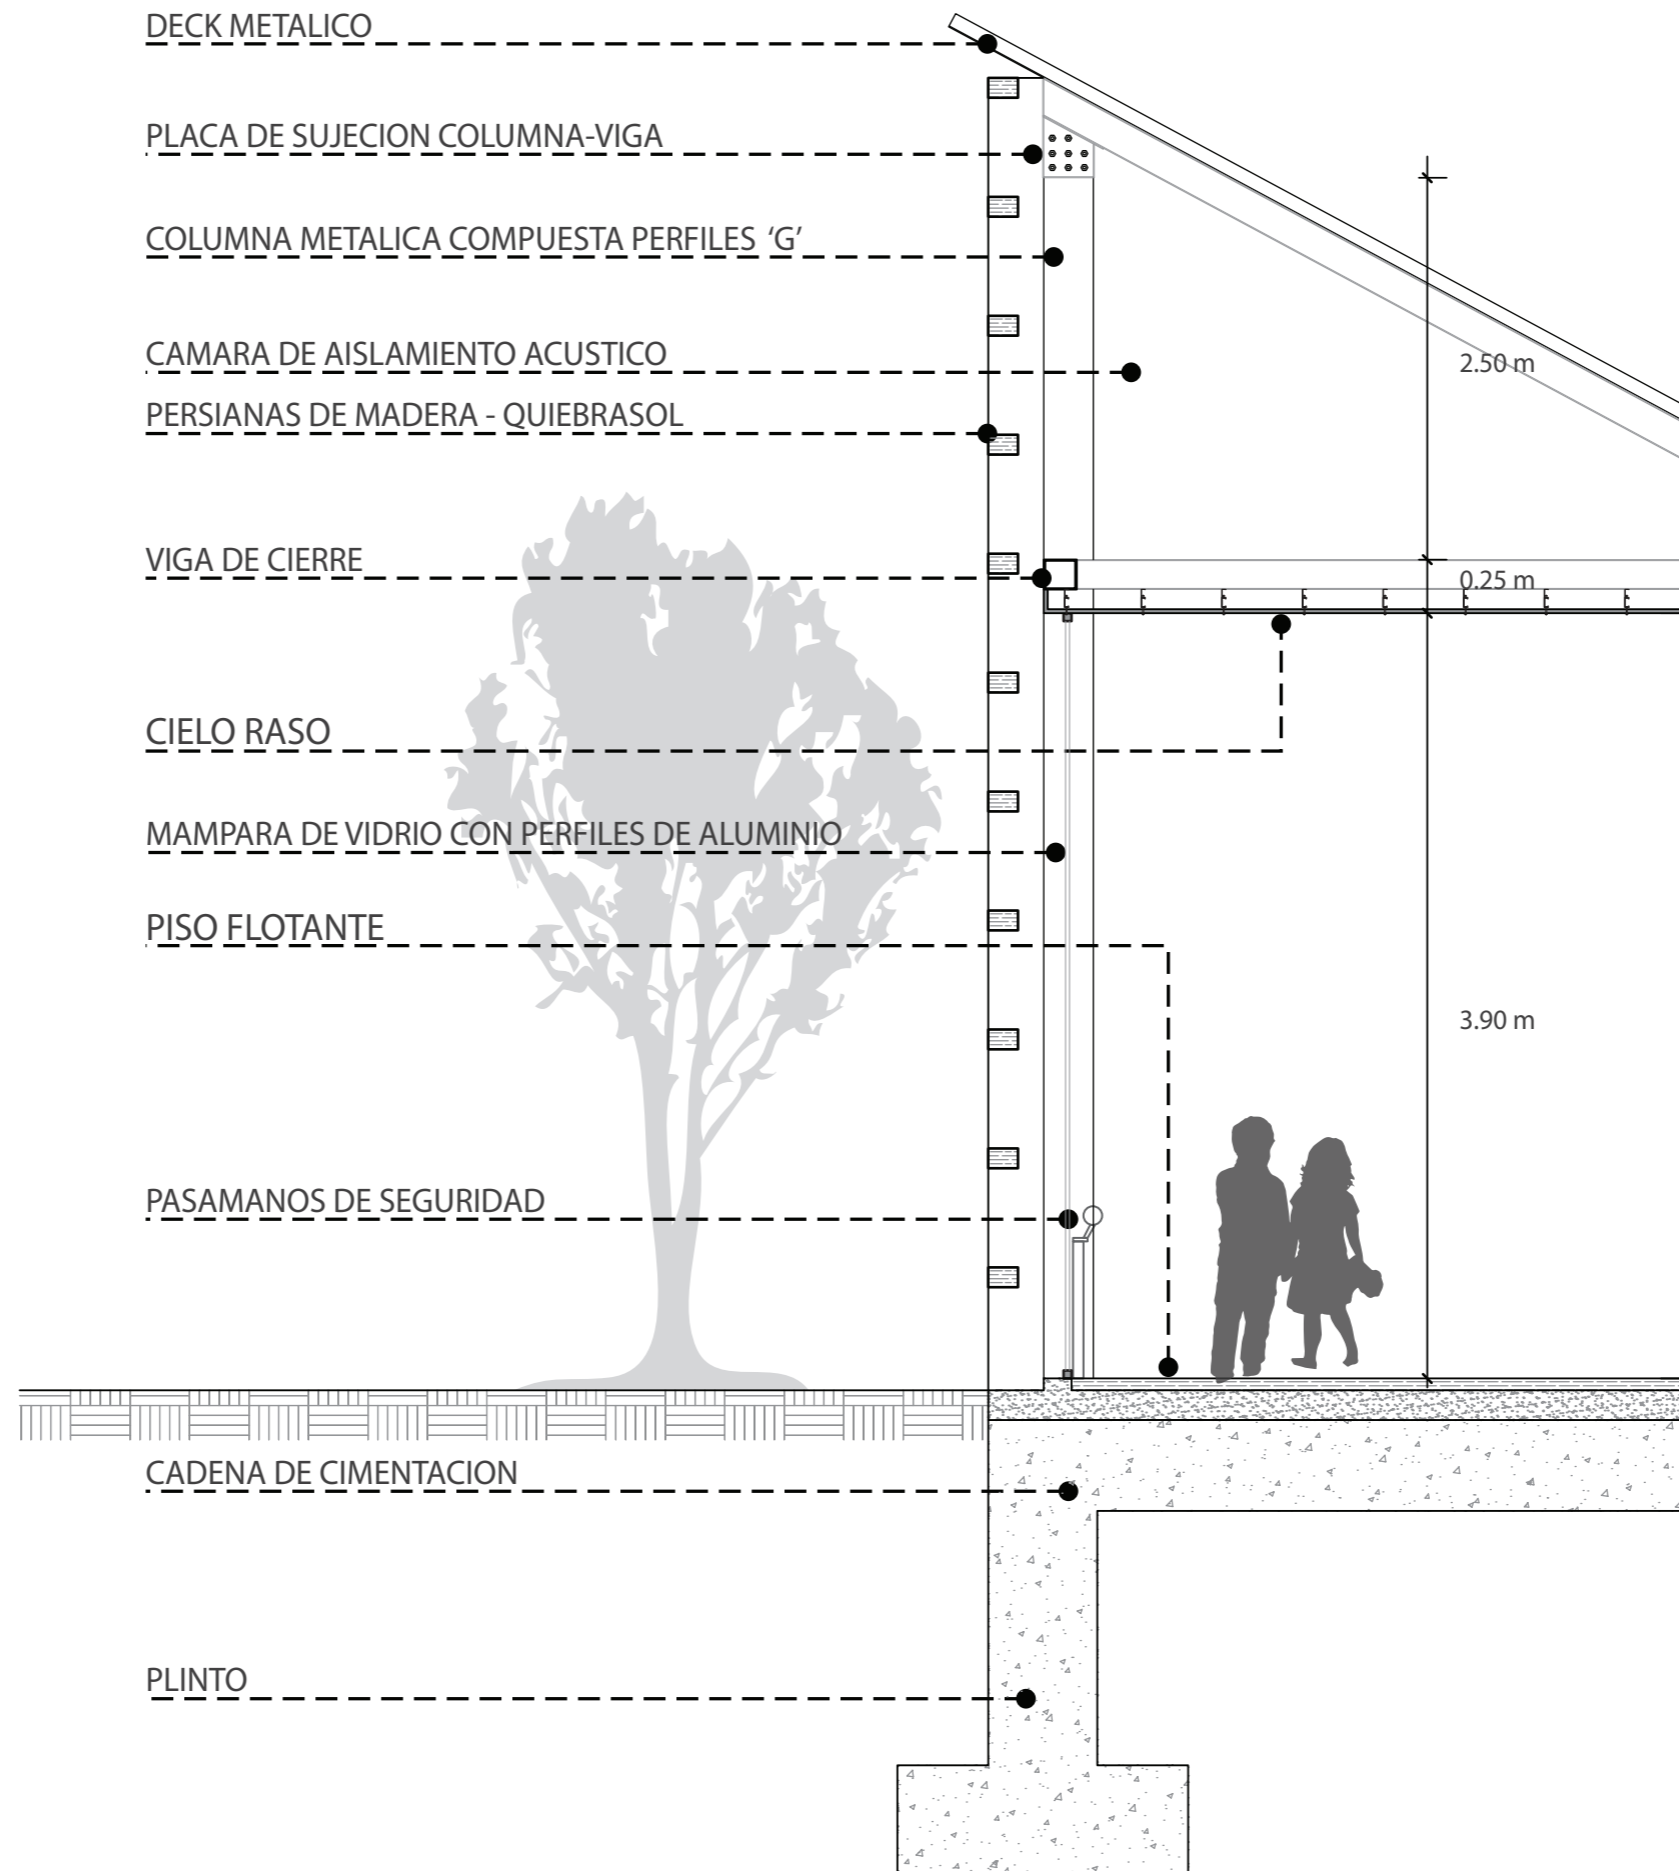 DECK METALICO
PLACA DE SUJECION COLUMNA-VIGA
COLUMNA METALICA COMPUESTA PERFILES ‘G’
CAMARA DE AISLAMIENTO ACUSTICO
2.50 m
PERSIANAS DE MADERA - QUIEBRASOL
VIGA DE CIERRE
0.25 m
CIELO RASO
MAMPARA DE VIDRIO CON PERFILES DE ALUMINIO
PISO FLOTANTE
3.90 m
PASAMANOS DE SEGURIDAD
CADENA DE CIMENTACION
PLINTO